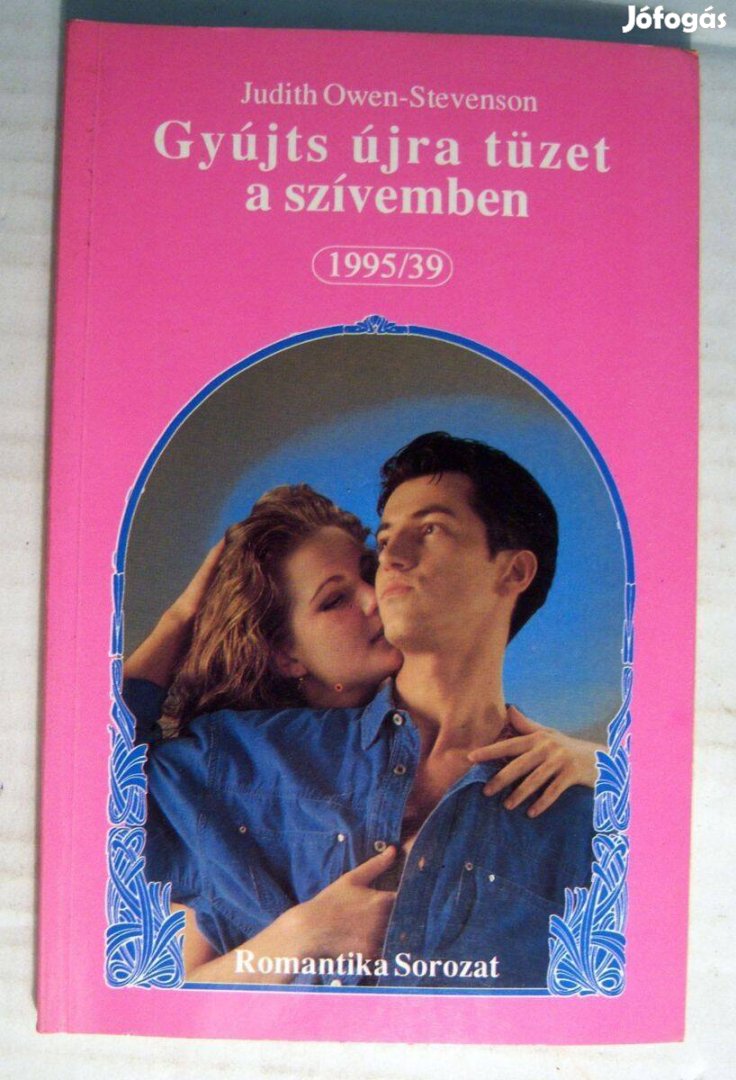 Jófogás
Judith Owen-Stevenson
Gyújts újra tüzet
a szívemben
1995/39
Romantika Sorozat